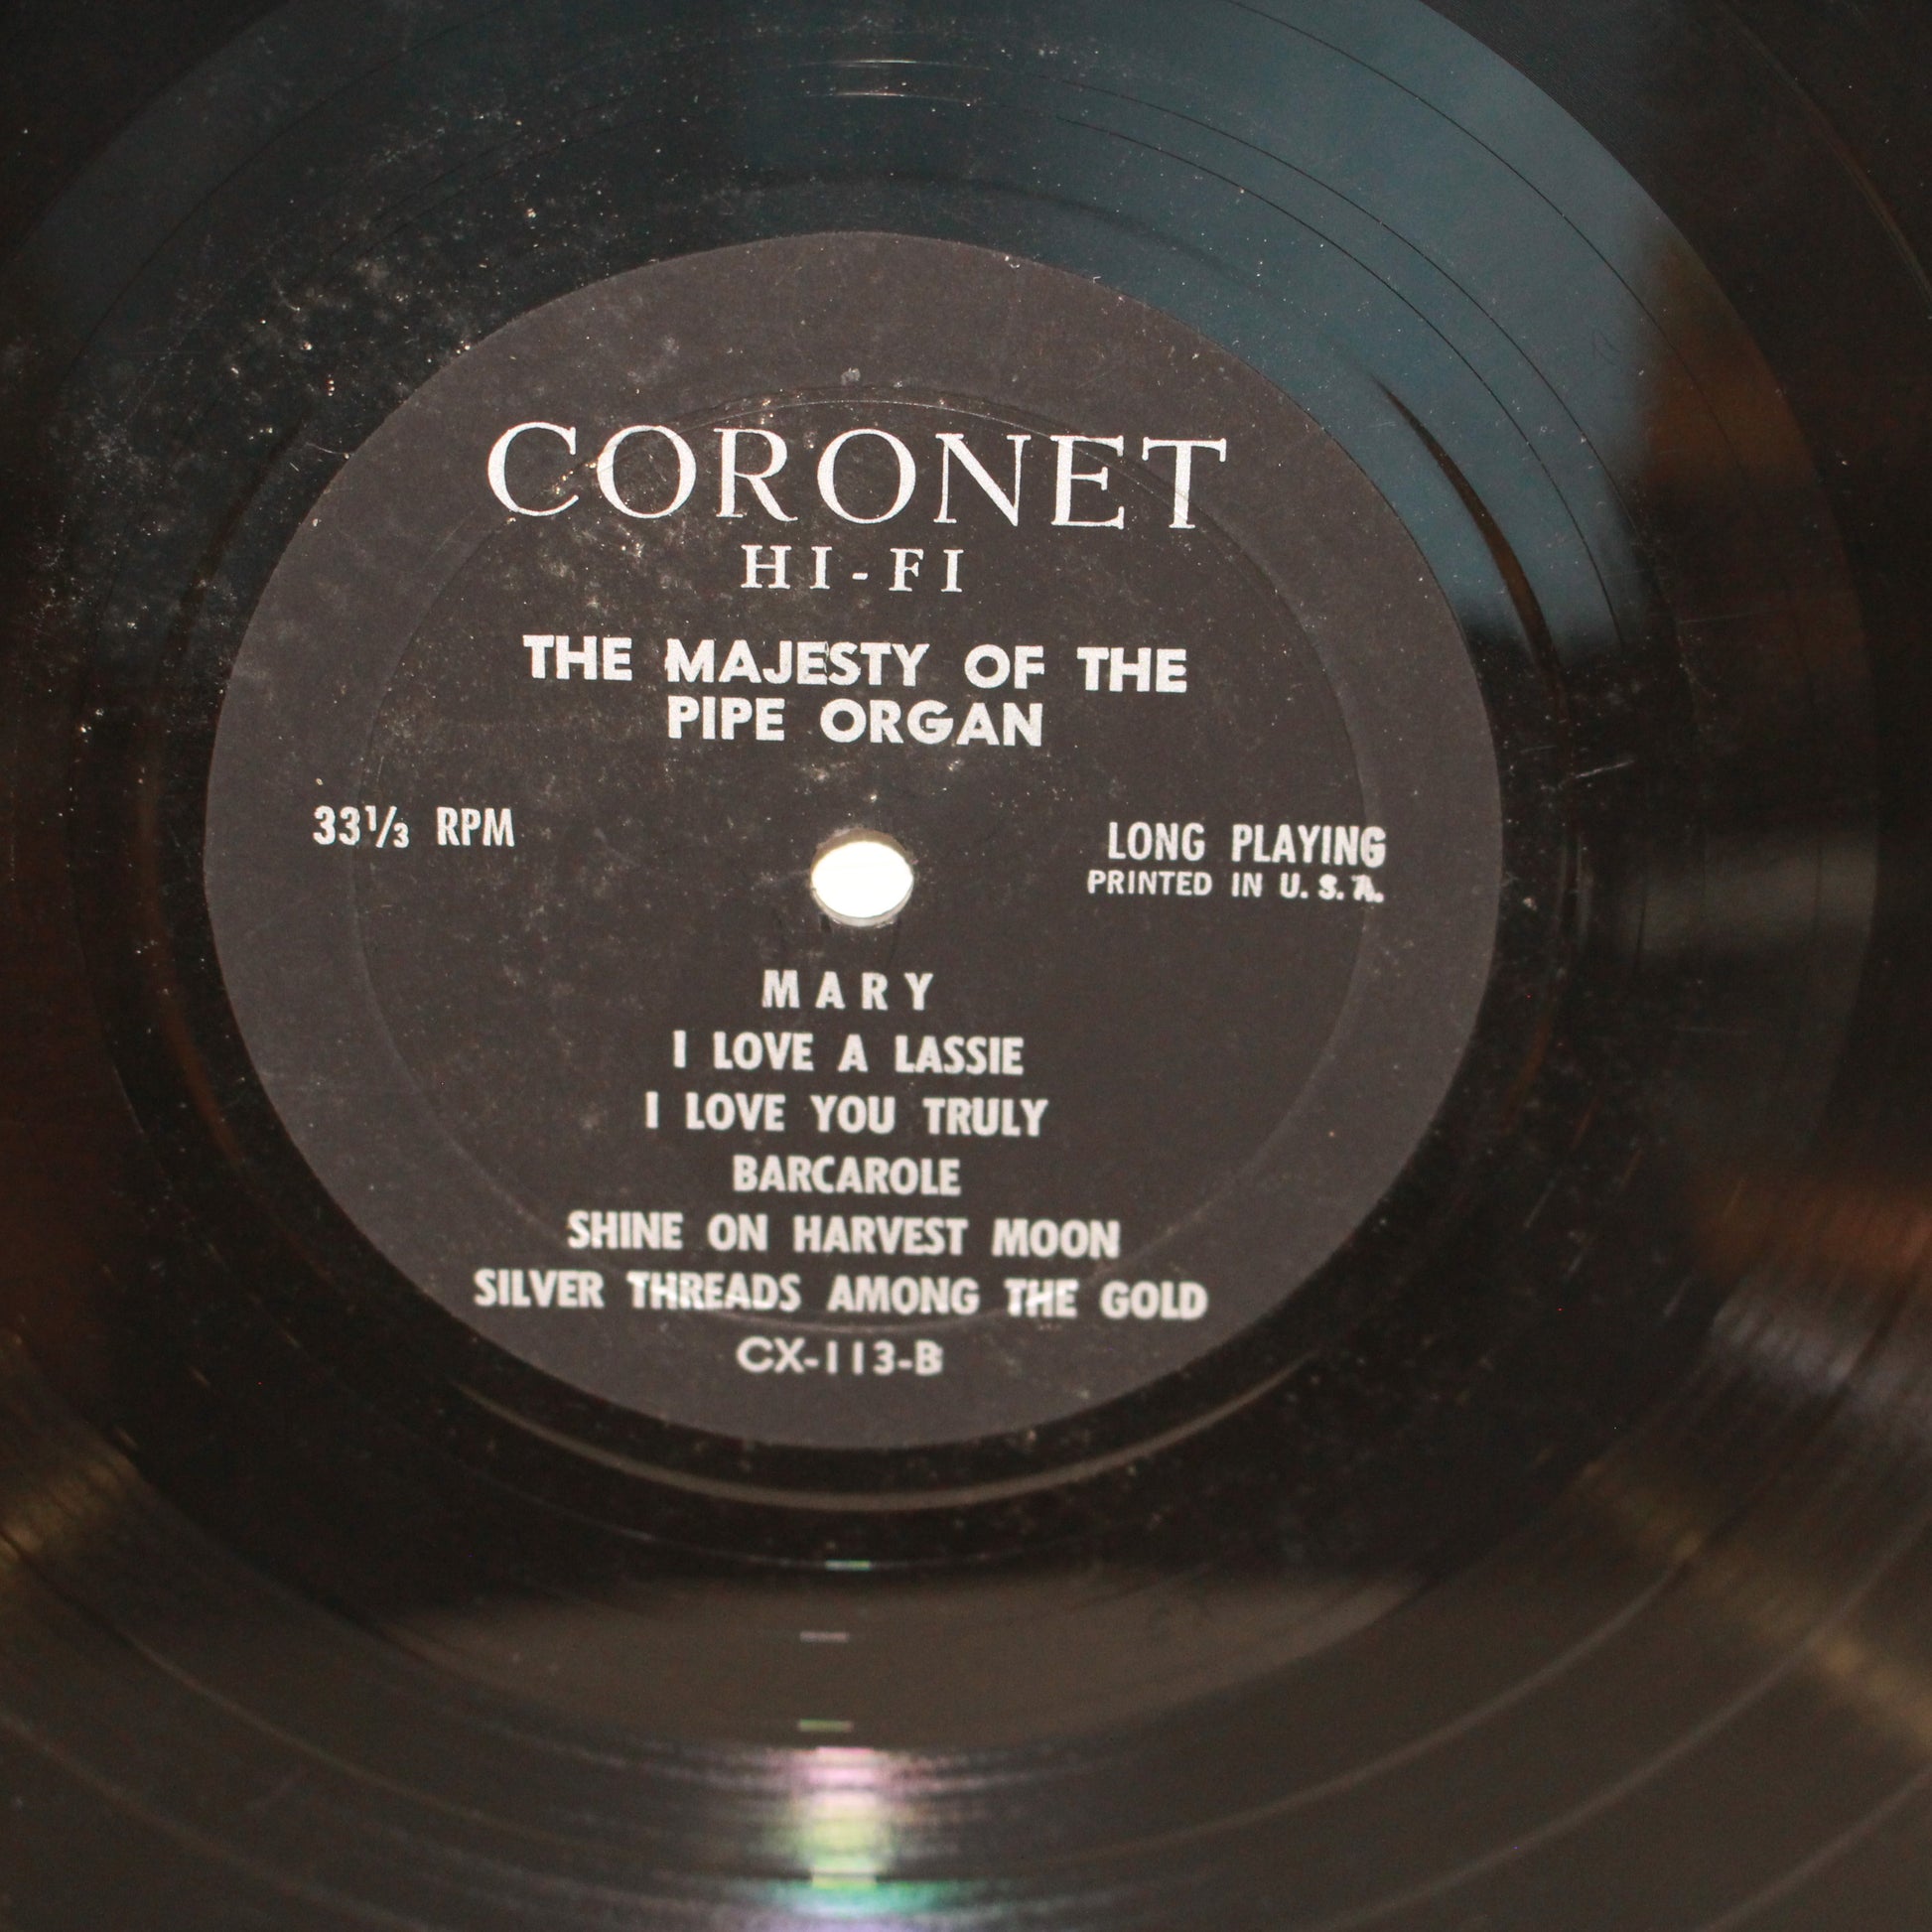 CORONET
HI-FI
THE MAJESTY OF THE
PIPE ORGAN
33⅓ RPM
LONG PLAYING
PRINTED IN U. S. A.
MARY
I LOVE A LASSIE
I LOVE YOU TRULY
BARCAROLE
SHINE ON HARVEST MOON
SILVER THREADS AMONG THE GOLD
CX-113-B